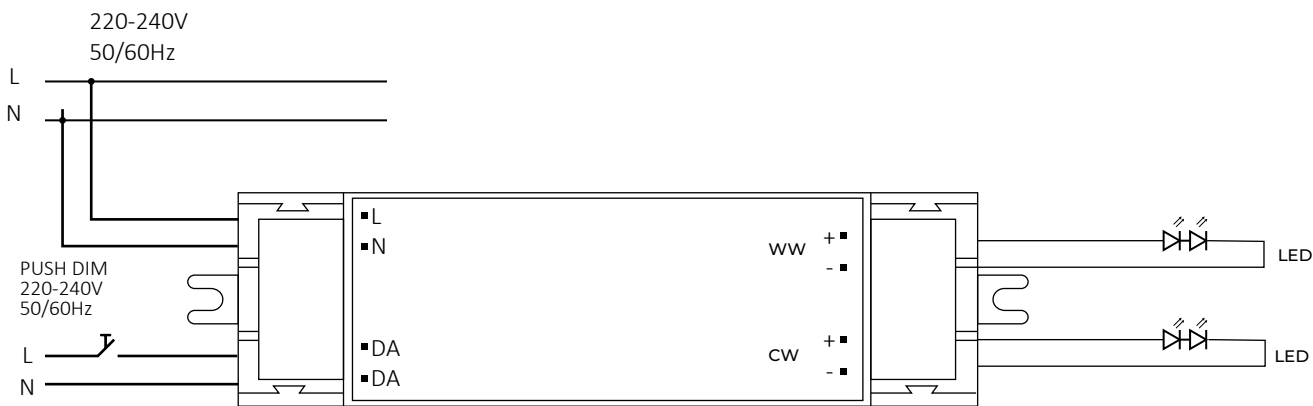 220-240V
50/60Hz
L
N
L
N
WW + -
PUSH DIM
220-240V
50/60Hz
L
N
DA
DA
CW + -
LED
LED